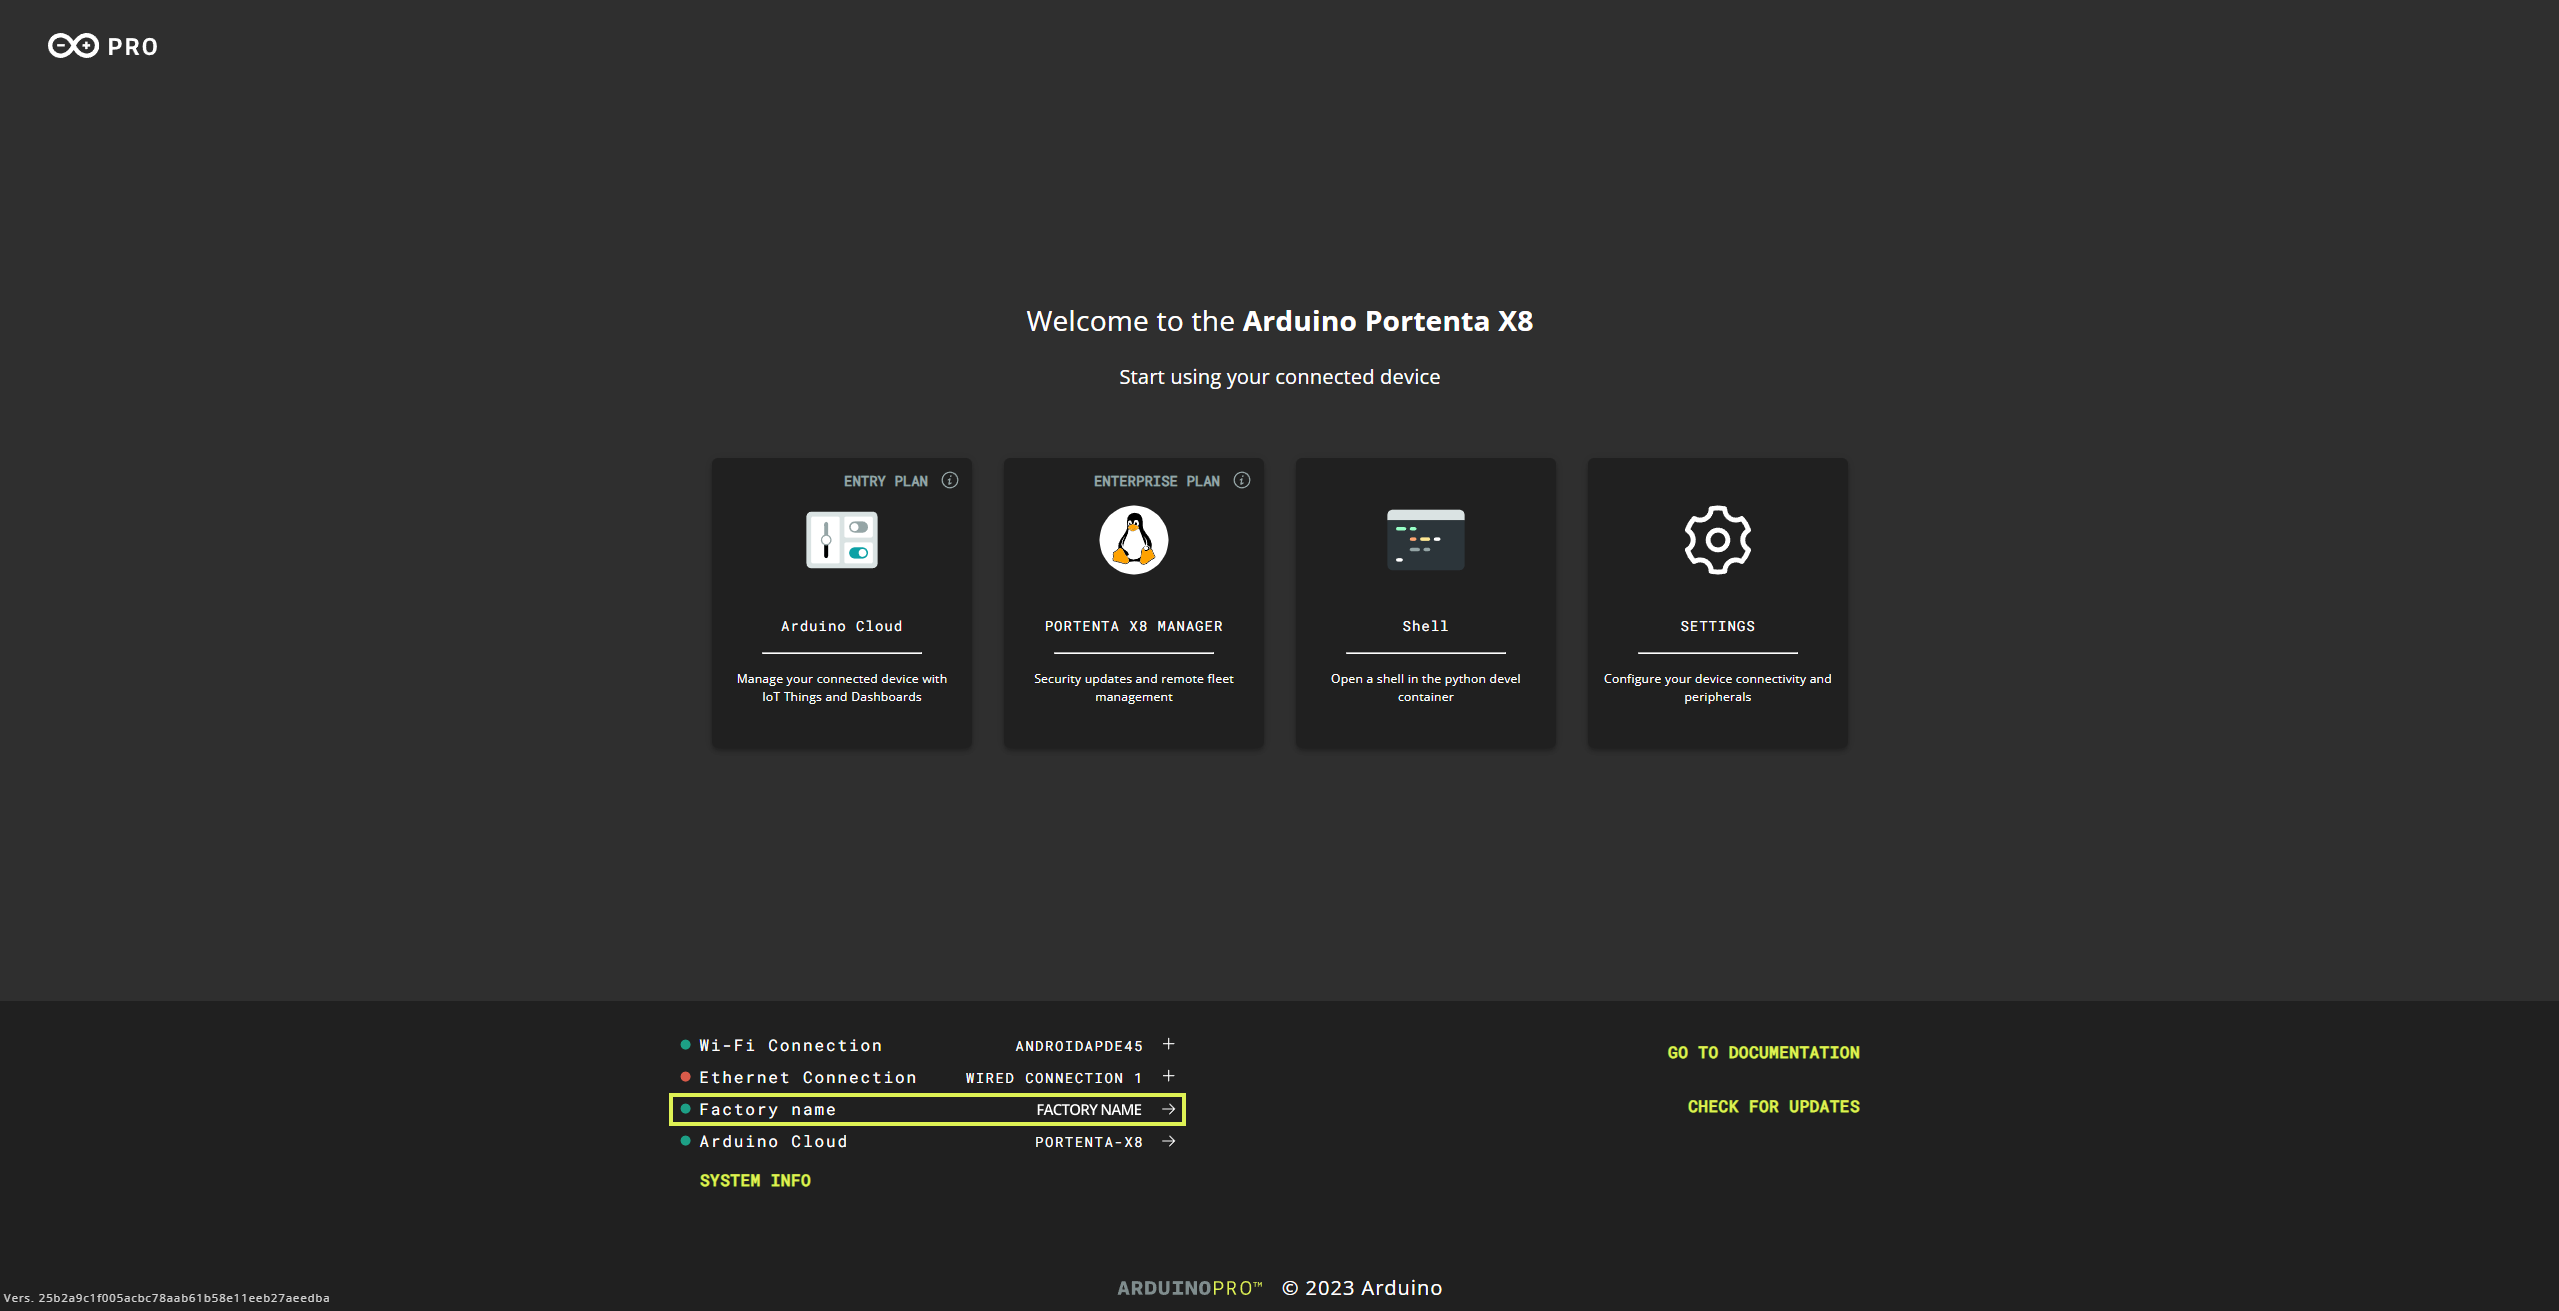 PRO
Welcome to the Arduino Portenta X8
Start using your connected device
ENTRY PLAN
Arduino Cloud
Manage your connected device with
IoT Things and Dashboards
ENTERPRISE PLAN
PORTENTA X8 MANAGER
Security updates and remote fleet
management
Shell
Open a shell in the python devel
container
SETTINGS
Configure your device connectivity and
peripherals
Wi-Fi Connection ANDROIDAPDE45 +
Ethernet Connection WIRED CONNECTION 1 +
Factory name FACTORY NAME →
Arduino Cloud PORTENTA-X8 →
SYSTEM INFO
GO TO DOCUMENTATION
CHECK FOR UPDATES
ARDUINOPRO™ © 2023 Arduino
Vers. 25b2a9c1f005acbc78aab61b58e11eeb27aeedba